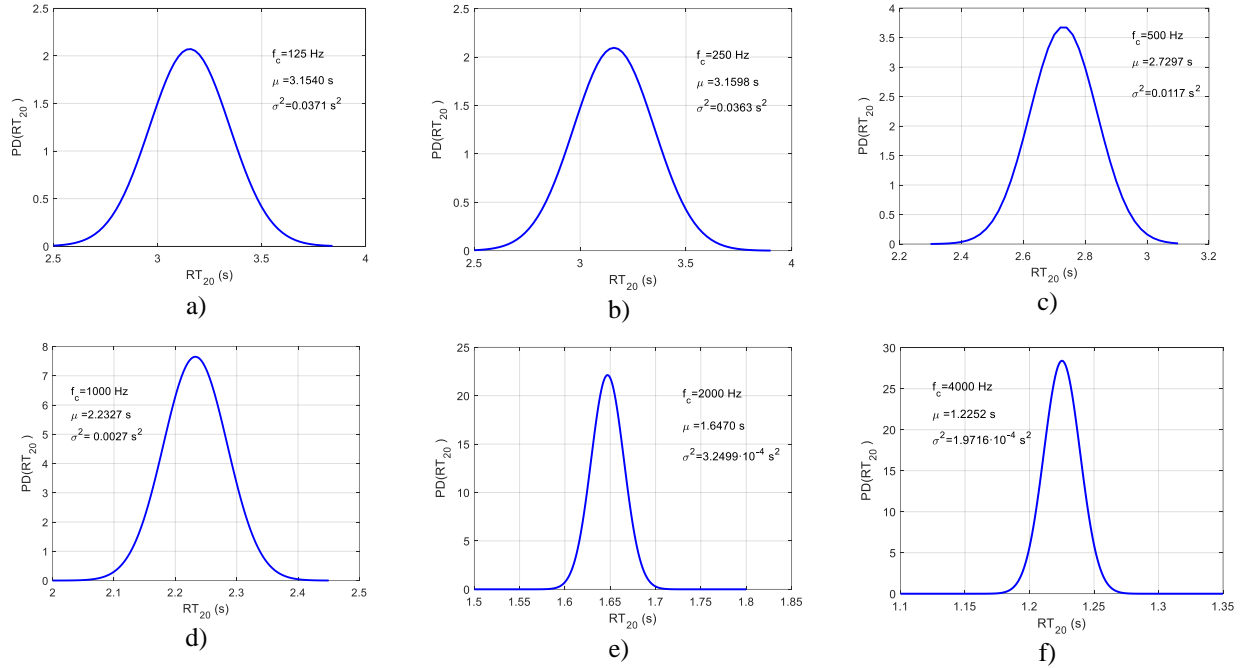 2.5
2
1.5
1
0.5
0
2.5
3
3.5
4
PD(RT20)
RT20 (s)
fc=125 Hz
μ =3.1540 s
σ²=0.0371 s²
a)
2.5
2
1.5
1
0.5
0
2.5
3
3.5
4
PD(RT20)
RT20 (s)
fc=250 Hz
μ =3.1598 s
σ²=0.0363 s²
b)
4
3.5
3
2.5
2
1.5
1
0.5
0
2.2
2.4
2.6
2.8
3
3.2
PD(RT20)
RT20 (s)
fc=500 Hz
μ =2.7297 s
σ²=0.0117 s²
c)
8
7
6
5
4
3
2
1
0
2
2.1
2.2
2.3
2.4
2.5
PD(RT20)
RT20 (s)
fc=1000 Hz
μ =2.2327 s
σ²= 0.0027 s²
d)
25
20
15
10
5
0
1.5
1.55
1.6
1.65
1.7
1.75
1.8
1.85
PD(RT20)
RT20 (s)
fc=2000 Hz
μ =1.6470 s
σ²=3.2499·10⁻⁴ s²
e)
30
25
20
15
10
5
0
1.1
1.15
1.2
1.25
1.3
1.35
PD(RT20)
RT20 (s)
fc=4000 Hz
μ =1.2252 s
σ²=1.9716·10⁻⁴ s²
f)